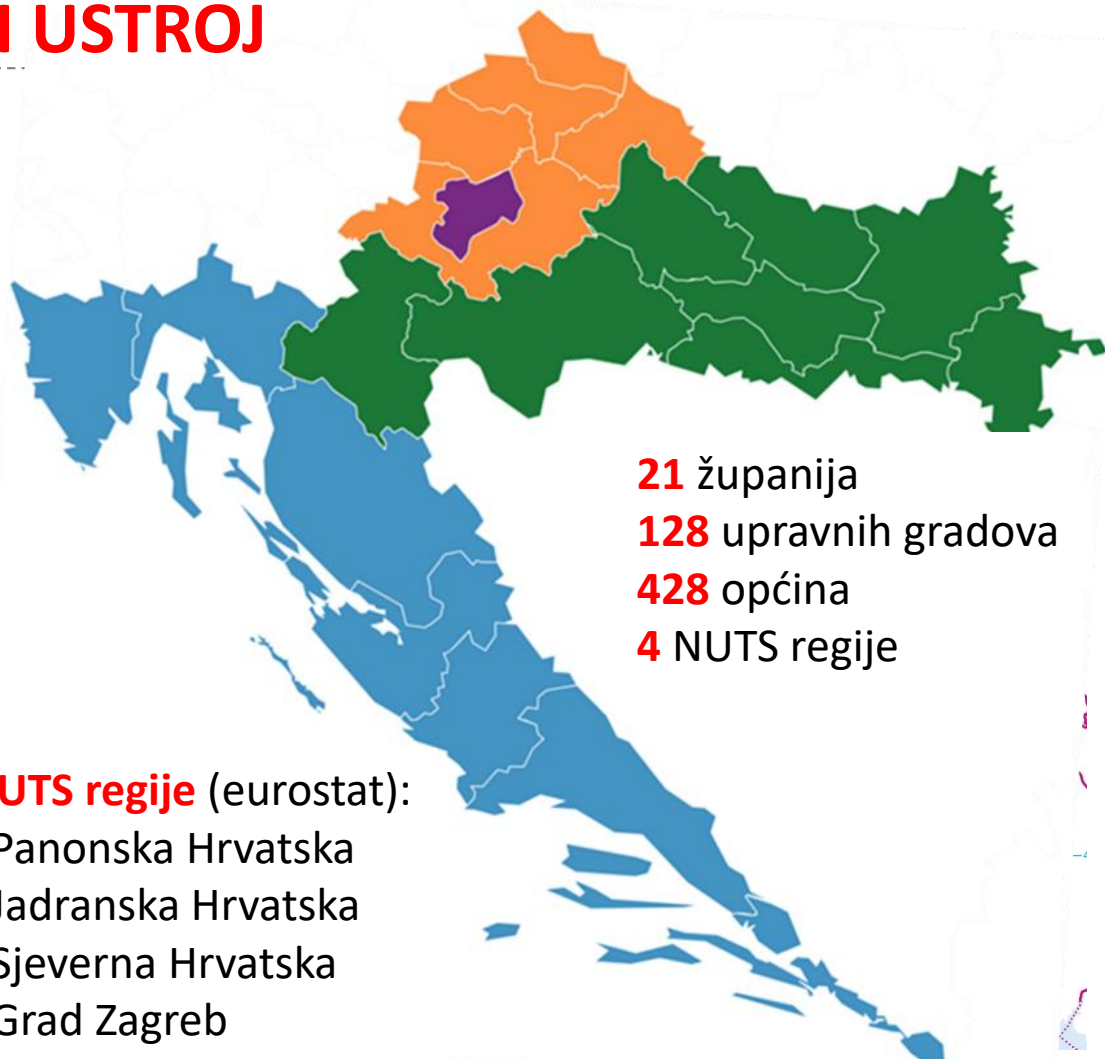 I USTROJ
21 županija
128 upravnih gradova
428 općina
4 NUTS regije
UTS regije (eurostat):
Panonska Hrvatska
Jadranska Hrvatska
Sjeverna Hrvatska
Grad Zagreb